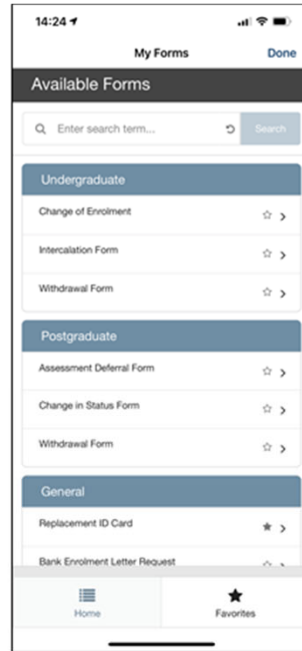 14:24
My Forms Done
Available Forms
Enter search term... Search
Undergraduate
Change of Enrolment
Intercalation Form
Withdrawal Form
Postgraduate
Assessment Deferral Form
Change in Status Form
Withdrawal Form
General
Replacement ID Card
Bank Enrolment Letter Request
Home Favorites